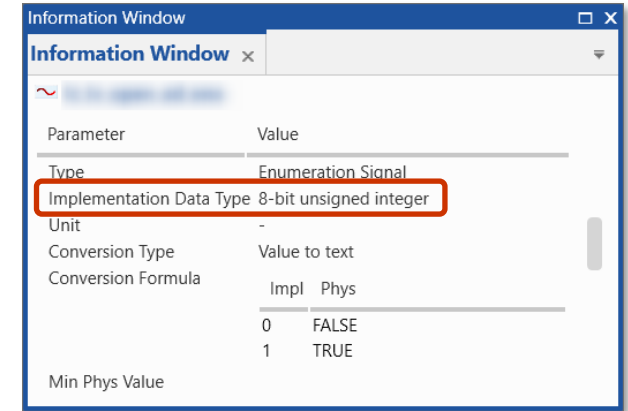 Information Window
Information Window
Parameter Value
Type Enumeration Signal
Implementation Data Type 8-bit unsigned integer
Unit -
Conversion Type Value to text
Conversion Formula
Impl Phys
0 FALSE
1 TRUE
Min Phys Value